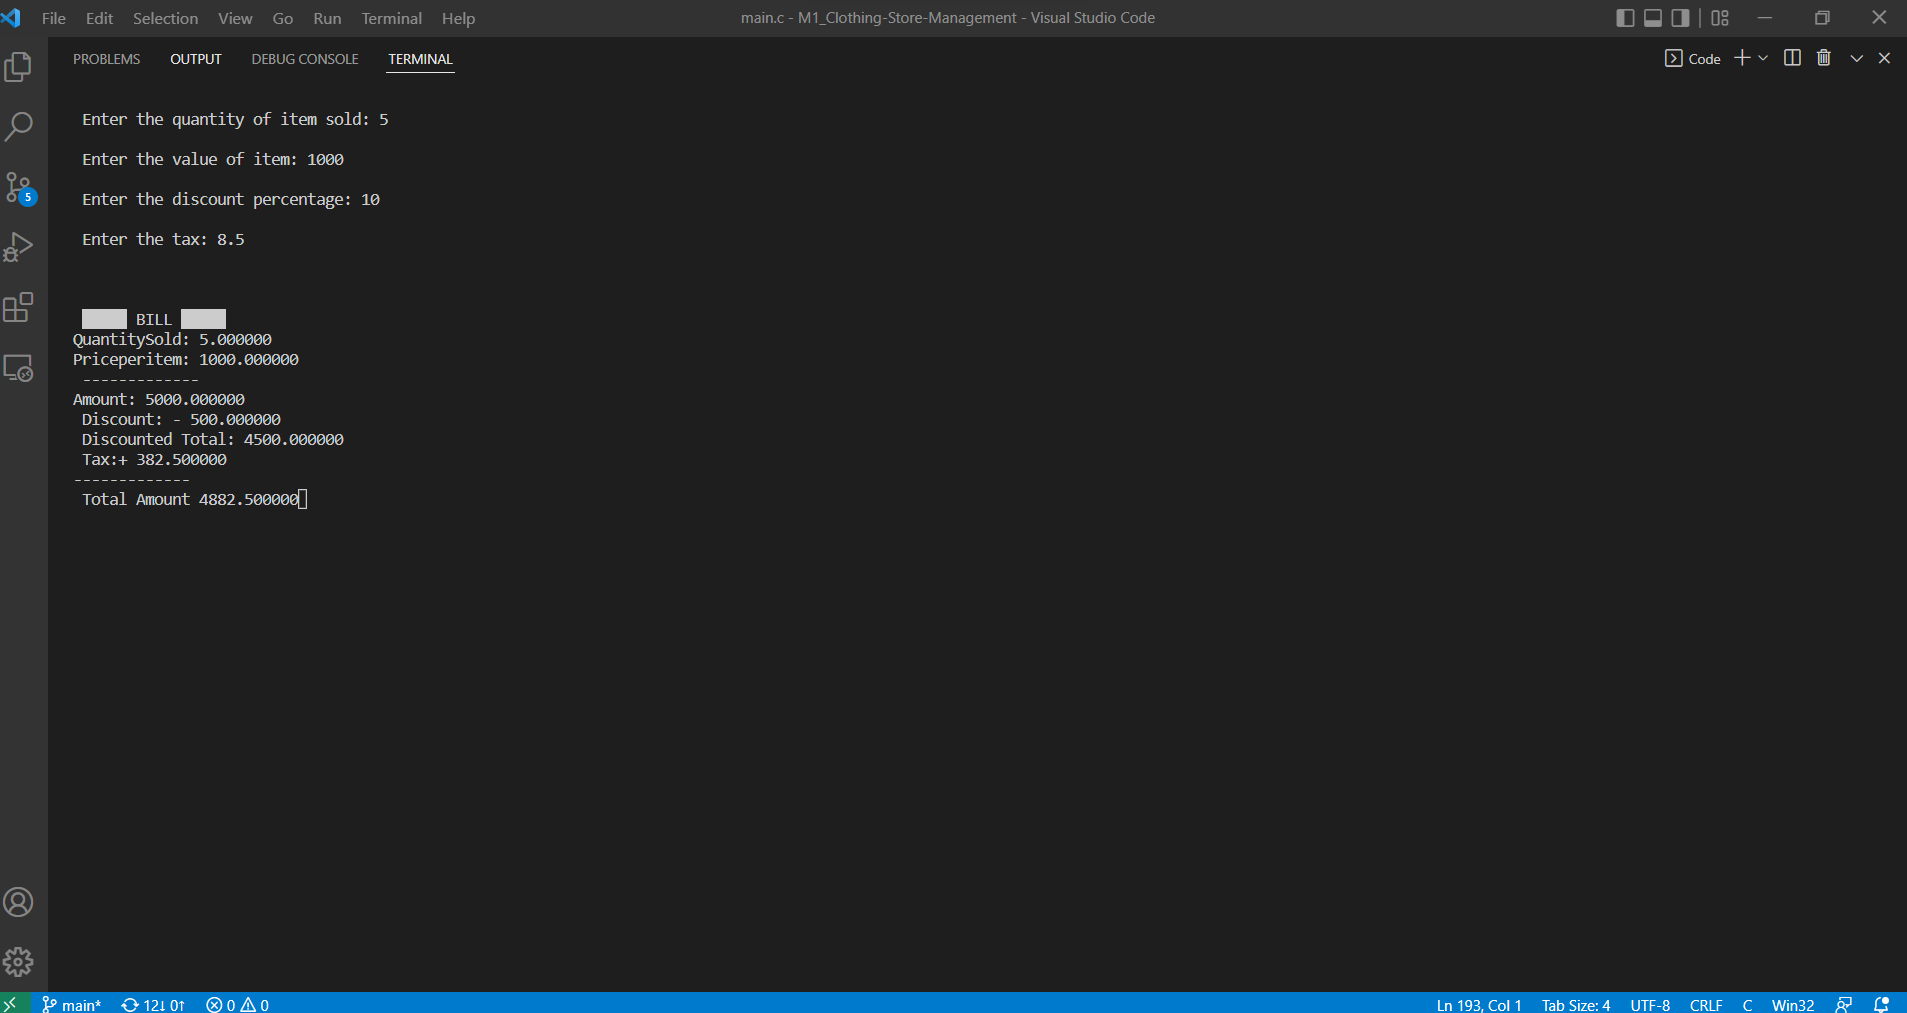 File Edit Selection View Go Run Terminal Help
main.c - M1_Clothing-Store-Management - Visual Studio Code
PROBLEMS OUTPUT DEBUG CONSOLE TERMINAL
Code
Enter the quantity of item sold: 5
Enter the value of item: 1000
5
Enter the discount percentage: 10
Enter the tax: 8.5
BILL
QuantitySold: 5.000000
Priceperitem: 1000.000000
-------------
Amount: 5000.000000
Discount: - 500.000000
Discounted Total: 4500.000000
Tax:+ 382.500000
-------------
Total Amount 4882.500000
main* 12↓ 0↑ 0 0
Ln 193, Col 1 Tab Size: 4 UTF-8 CRLF C Win32